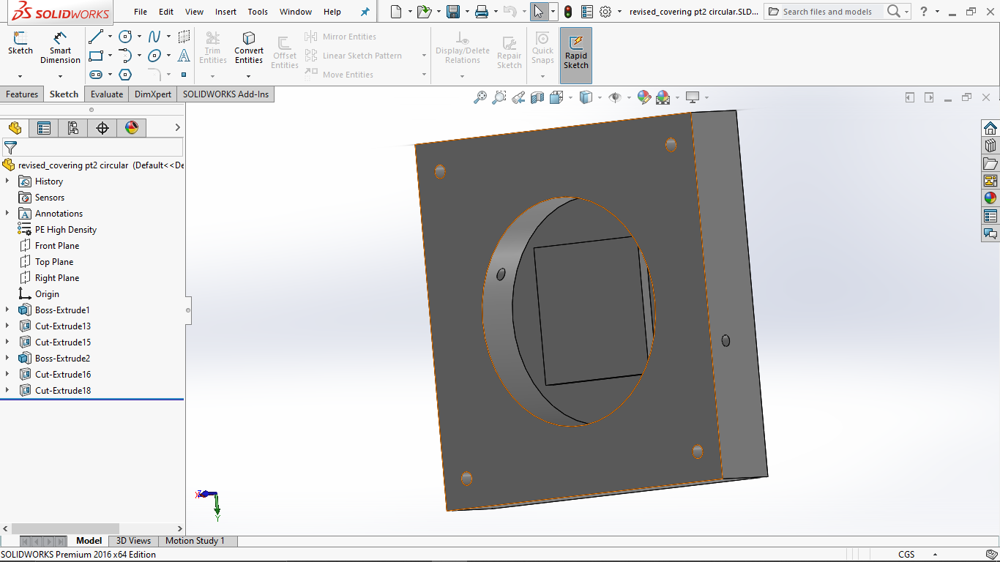 SOLIDWORKS File Edit View Insert Tools Window Help revised_covering pt2 circular.SLD... Search files and models ?
Sketch Smart Dimension Trim Entities Convert Entities Offset Entities Mirror Entities Linear Sketch Pattern Move Entities Display/Delete Relations Repair Sketch Quick Snaps Rapid Sketch
Features Sketch Evaluate DimXpert SOLIDWORKS Add-Ins
revised_covering pt2 circular (Default<<De
History
Sensors
Annotations
PE High Density
Front Plane
Top Plane
Right Plane
Origin
Boss-Extrude1
Cut-Extrude13
Cut-Extrude15
Boss-Extrude2
Cut-Extrude16
Cut-Extrude18
Y
Model 3D Views Motion Study 1
SOLIDWORKS Premium 2016 x64 Edition CGS